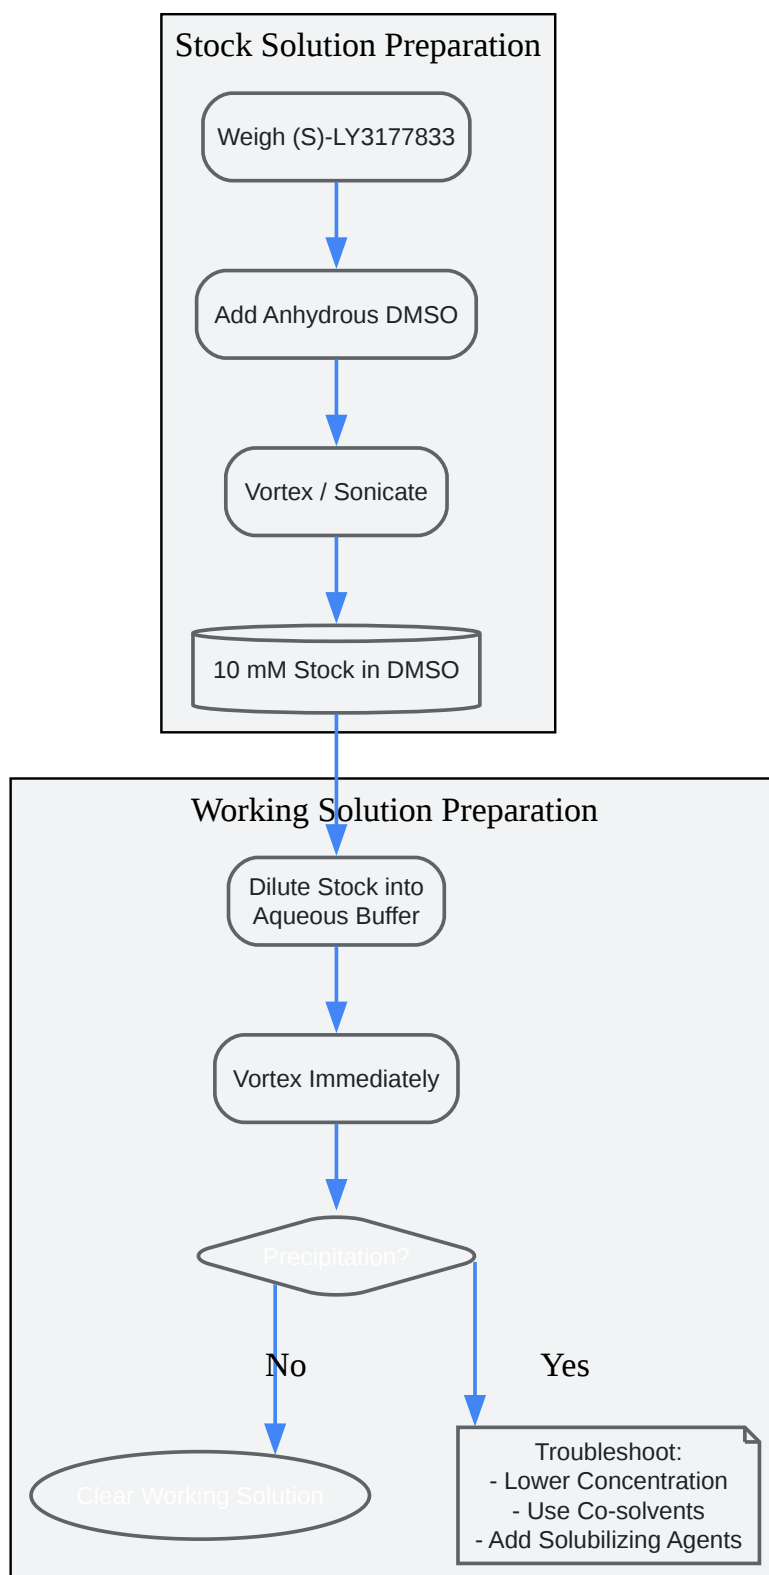 Stock Solution Preparation
Weigh (S)-LY3177833
Add Anhydrous DMSO
Vortex / Sonicate
10 mM Stock in DMSO
Working Solution Preparation
Dilute Stock into
Aqueous Buffer
Vortex Immediately
Precipitation?
No
Yes
Clear Working Solution
Troubleshoot:
- Lower Concentration
- Use Co-solvents
- Add Solubilizing Agents